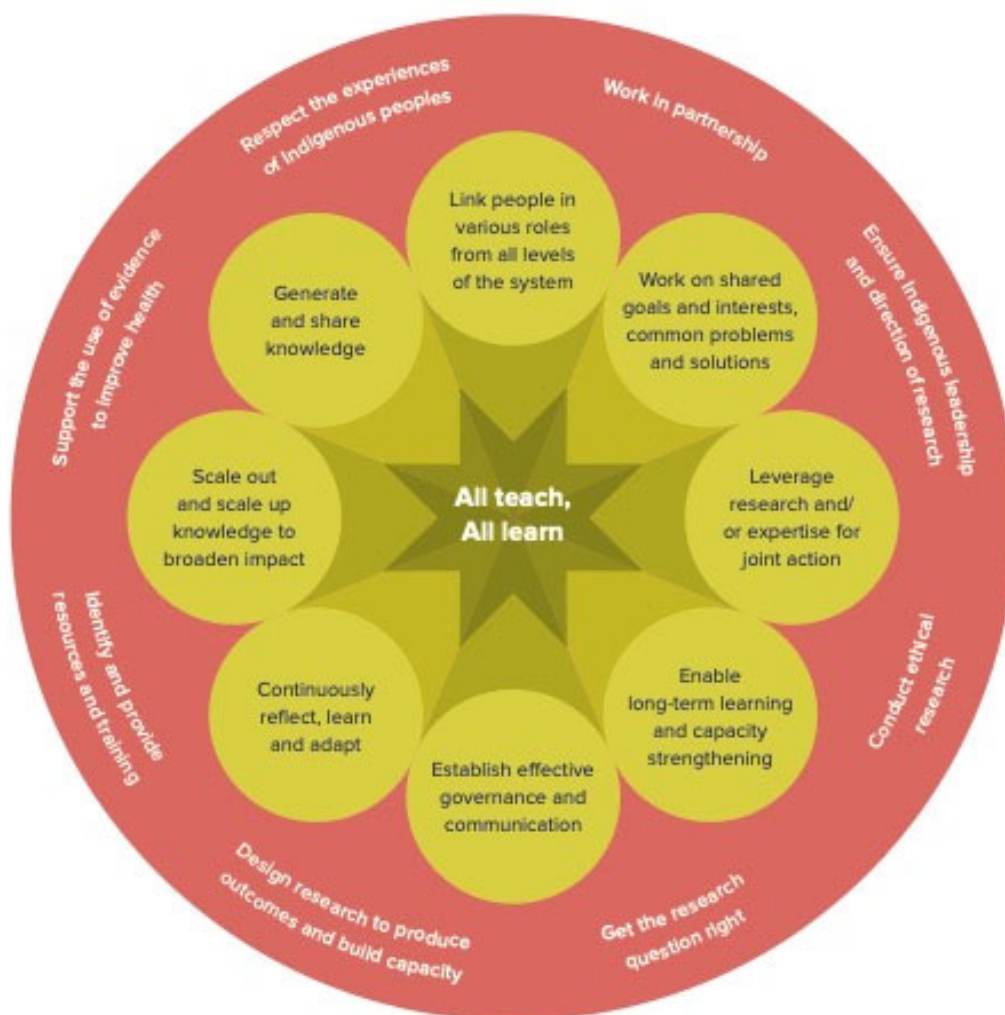 Respect the experiences
of Indigenous peoples
Work in partnership
Ensure Indigenous leadership
and direction of research
Conduct ethical
research
Get the research
question right
Design research to produce
outcomes and build capacity
Identify and provide
resources and training
Support the use of evidence
to improve health
Link people in
various roles
from all levels
of the system
Work on shared
goals and interests,
common problems
and solutions
Leverage
research and/
or expertise for
joint action
Enable
long-term learning
and capacity
strengthening
Establish effective
governance and
communication
Continuously
reflect, learn
and adapt
Scale out
and scale up
knowledge to
broaden impact
Generate
and share
knowledge
All teach,
All learn